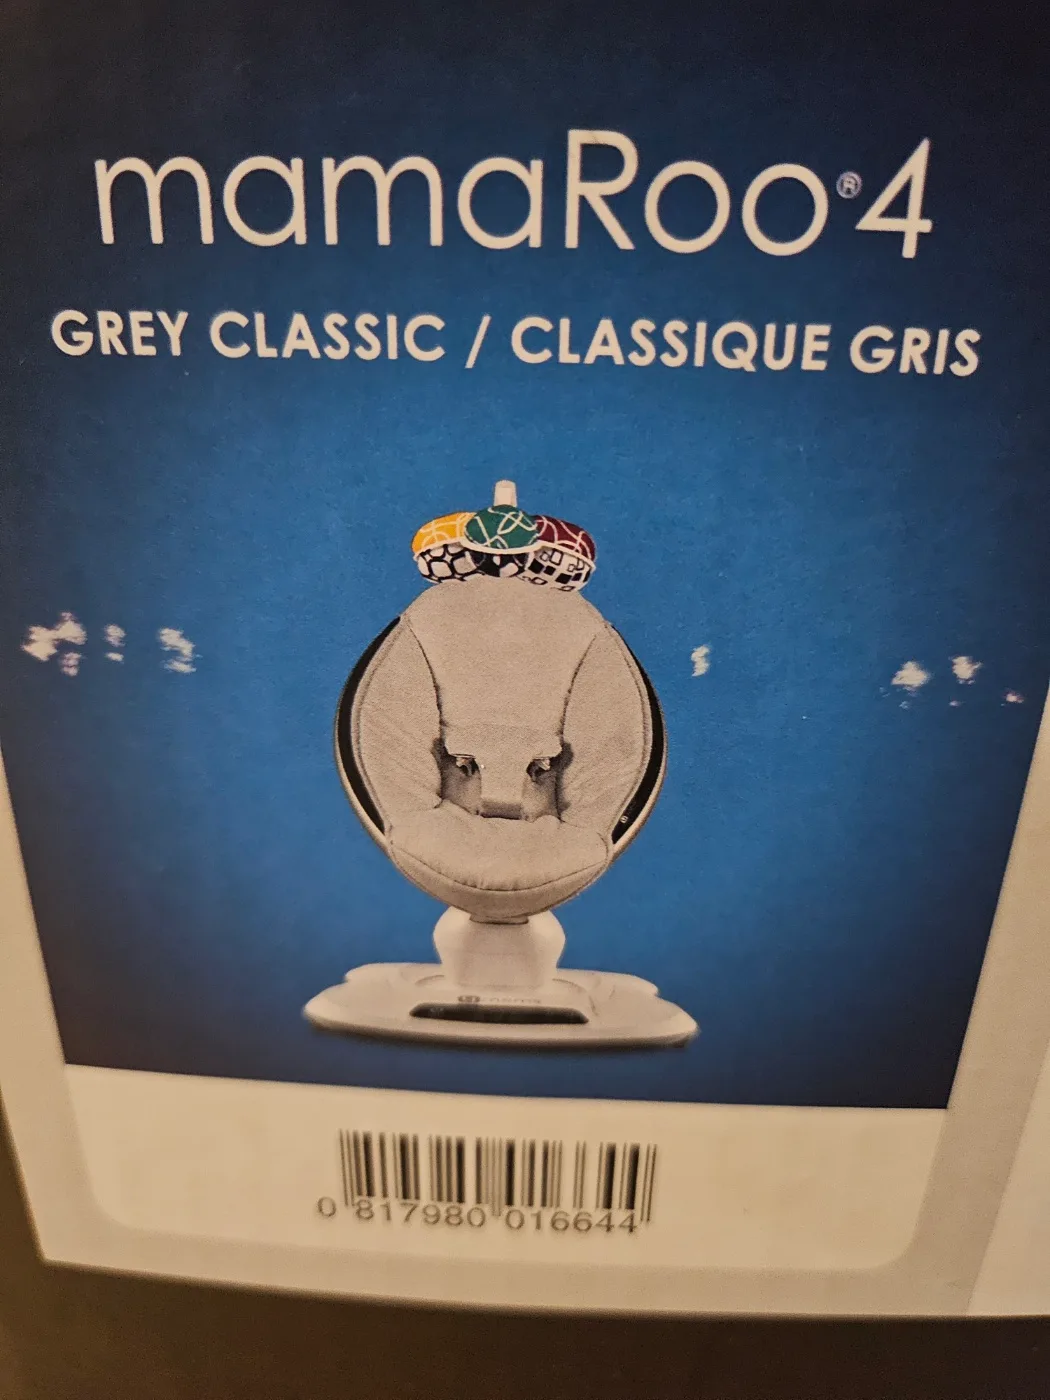 mamaRoo®4
GREY CLASSIC / CLASSIQUE GRIS
0 817980 016644